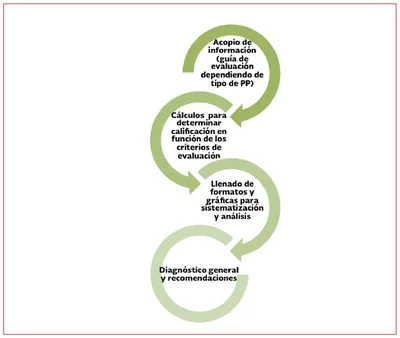 Acopio de
información
(guía de
evaluación
dependiendo de
tipo de PP)
Cálculos para
determinar
calificación en
función de los
criterios de
evaluación
Llenado de
formatos y
gráficas para
sistematización
y análisis
Diagnóstico general
y recomendaciones